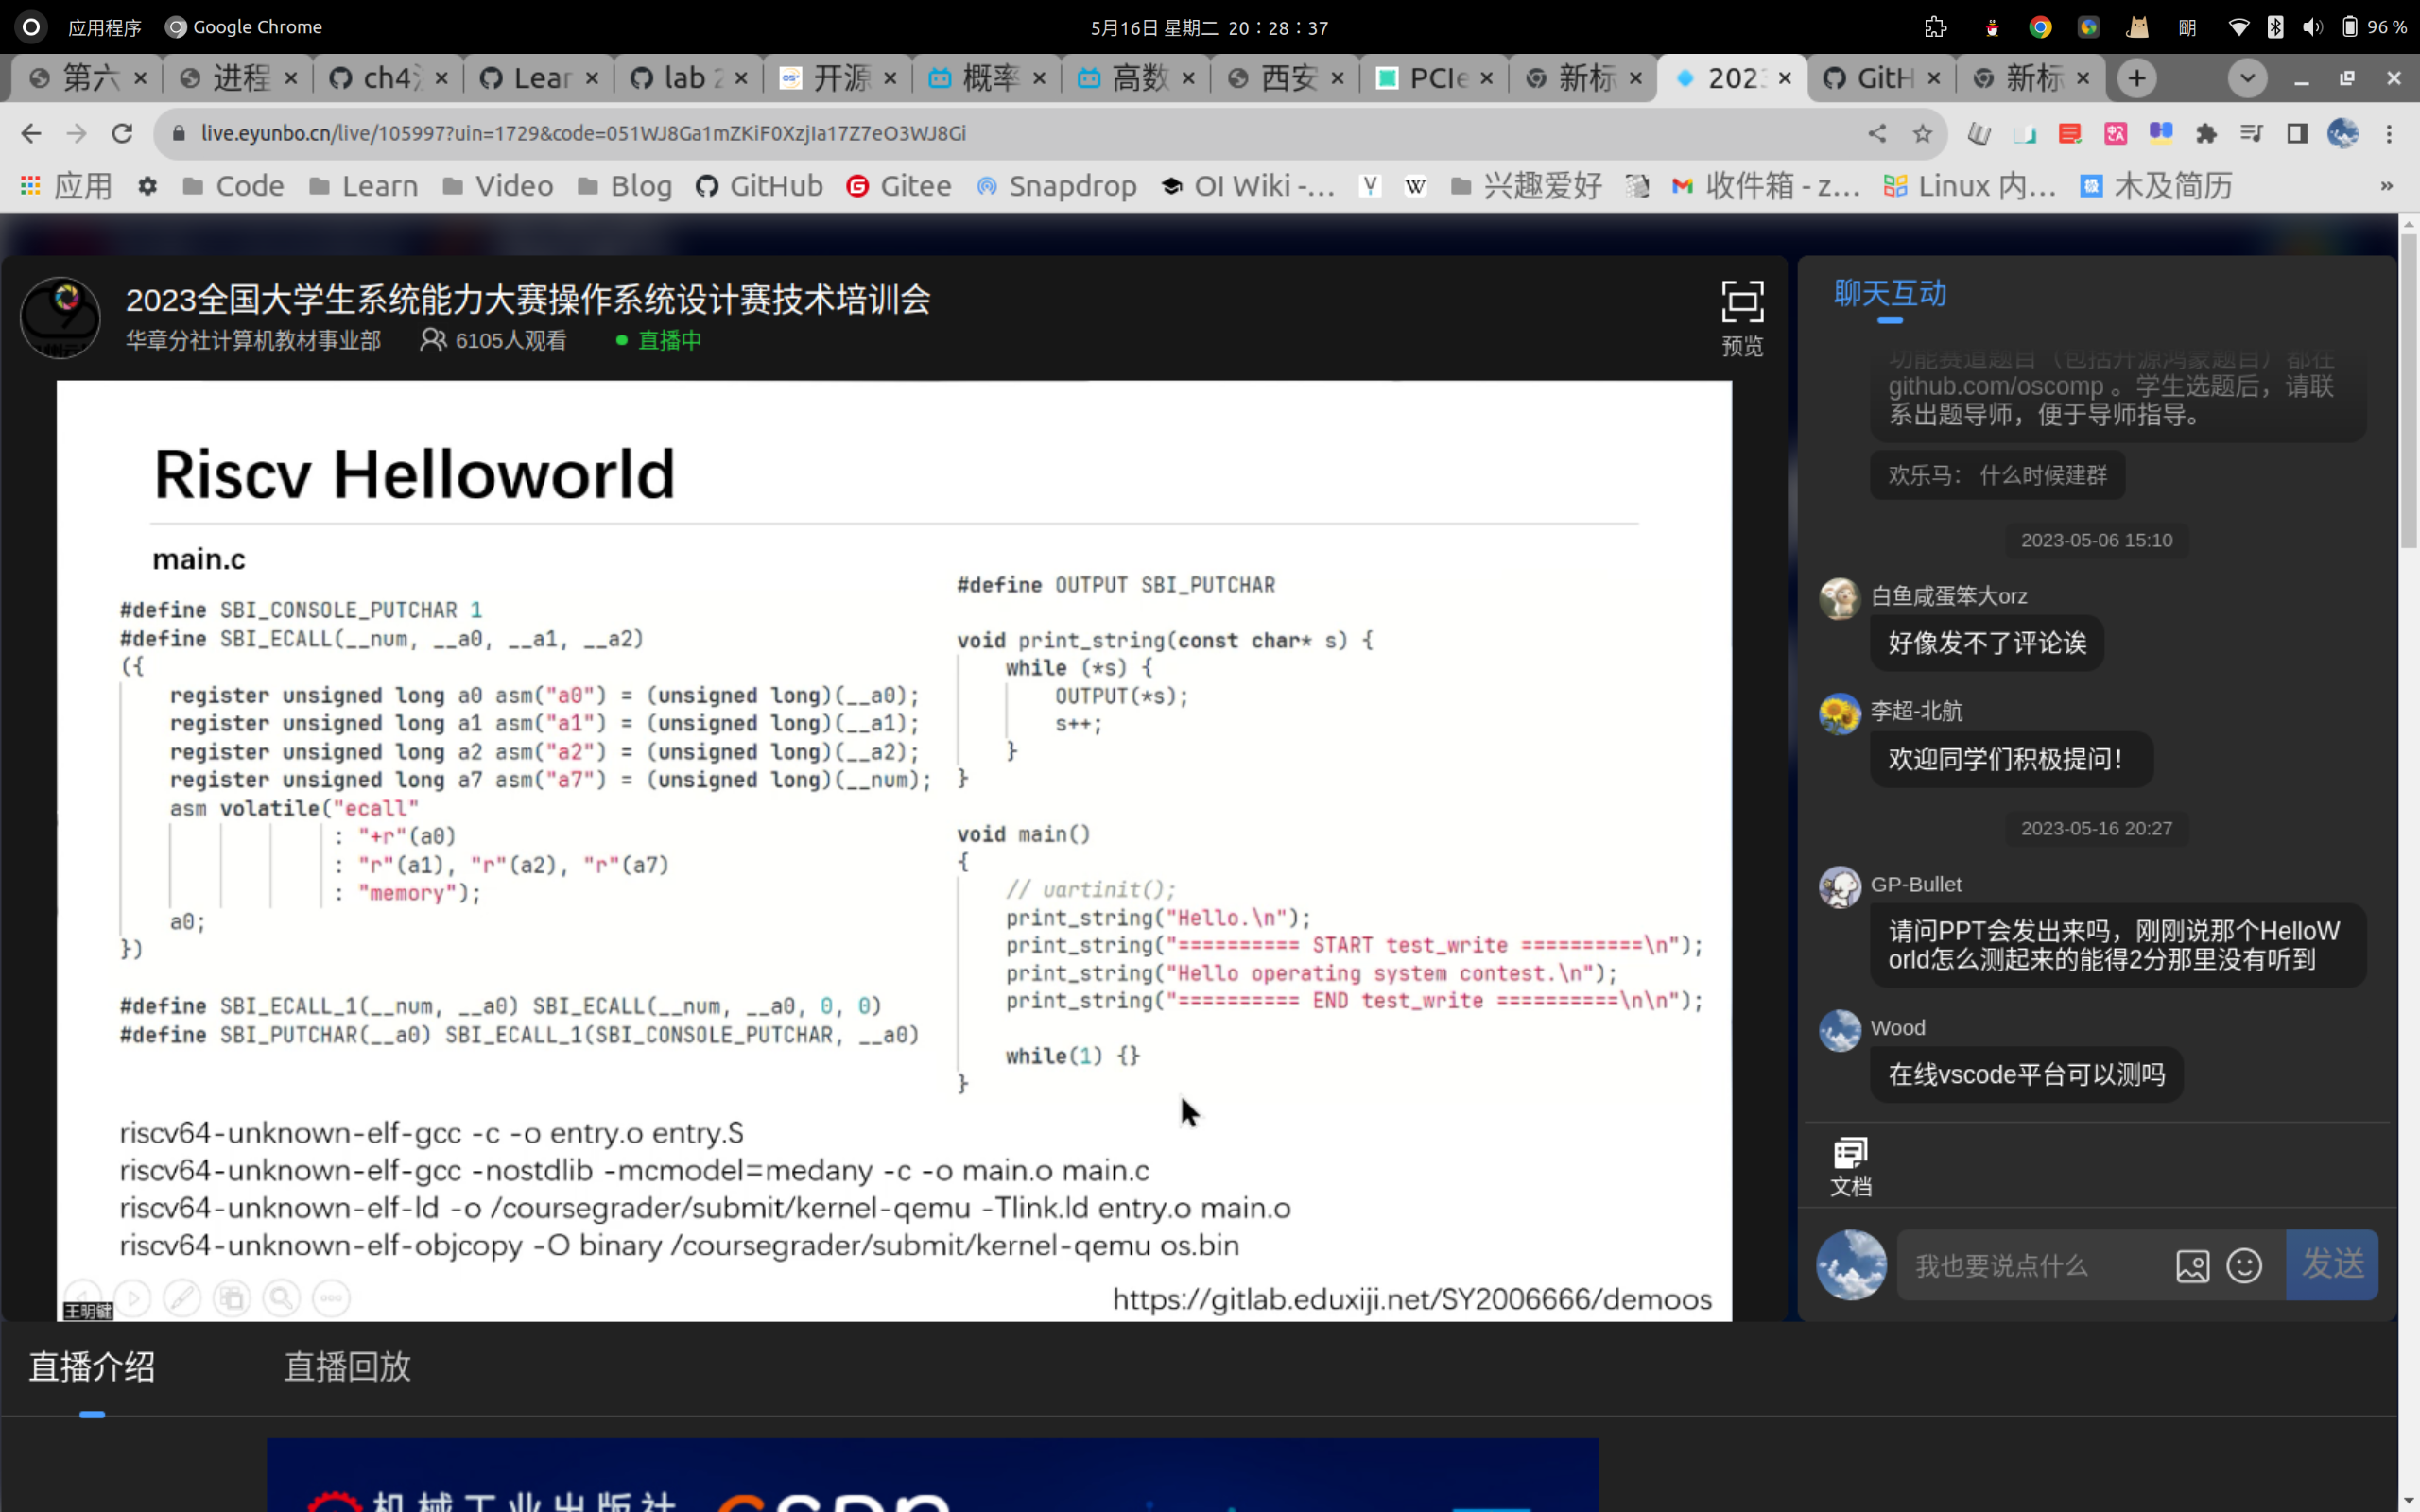 应用程序 Google Chrome 5月16日 星期二 20:28:37 96 %
第六 进程 ch4 Lear lab 2 开源 概率 高数 西安 PCIe 新标 202 GitH 新标
live.eyunbo.cn/live/105997?uin=1729&code=051WJ8Ga1mZKiF0XzjIa17Z7eO3WJ8Gi
应用 Code Learn Video Blog GitHub Gitee Snapdrop OI Wiki -... 兴趣爱好 收件箱 - z... Linux 内... 木及简历 »
2023全国大学生系统能力大赛操作系统设计赛技术培训会
华章分社计算机教材事业部 6105人观看 直播中
预览
Riscv Helloworld
main.c
#define SBI_CONSOLE_PUTCHAR 1
#define SBI_ECALL(__num, __a0, __a1, __a2)
({
register unsigned long a0 asm("a0") = (unsigned long)(__a0);
register unsigned long a1 asm("a1") = (unsigned long)(__a1);
register unsigned long a2 asm("a2") = (unsigned long)(__a2);
register unsigned long a7 asm("a7") = (unsigned long)(__num);
asm volatile("ecall"
: "+r"(a0)
: "r"(a1), "r"(a2), "r"(a7)
: "memory");
a0;
})
#define SBI_ECALL_1(__num, __a0) SBI_ECALL(__num, __a0, 0, 0)
#define SBI_PUTCHAR(__a0) SBI_ECALL_1(SBI_CONSOLE_PUTCHAR, __a0)
#define OUTPUT SBI_PUTCHAR
void print_string(const char* s) {
while (*s) {
OUTPUT(*s);
s++;
}
}
void main()
{
// uartinit();
print_string("Hello.\n");
print_string("========== START test_write ==========\n");
print_string("Hello operating system contest.\n");
print_string("========== END test_write ==========\n\n");
while(1) {}
}
riscv64-unknown-elf-gcc -c -o entry.o entry.S
riscv64-unknown-elf-gcc -nostdlib -mcmodel=medany -c -o main.o main.c
riscv64-unknown-elf-ld -o /coursegrader/submit/kernel-qemu -Tlink.ld entry.o main.o
riscv64-unknown-elf-objcopy -O binary /coursegrader/submit/kernel-qemu os.bin
https://gitlab.eduxiji.net/SY2006666/demoos
王明键
聊天互动
功能赛道题目（包括开源鸿蒙题目）都在
github.com/oscomp 。学生选题后，请联
系出题导师，便于导师指导。
欢乐马： 什么时候建群
2023-05-06 15:10
白鱼咸蛋笨大orz
好像发不了评论诶
李超-北航
欢迎同学们积极提问！
2023-05-16 20:27
GP-Bullet
请问PPT会发出来吗，刚刚说那个HelloW
orld怎么测起来的能得2分那里没有听到
Wood
在线vscode平台可以测吗
文档
我也要说点什么
发送
直播介绍 直播回放
机械工业出版社 CSDN